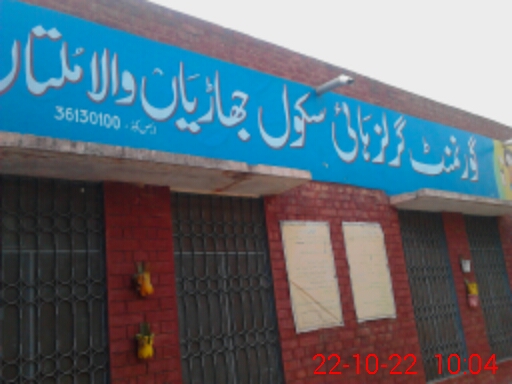 گورنمنٹ گرلز ہائی سکول جھاڑیاں والا ملتان
36130100
22-10-22 10:04